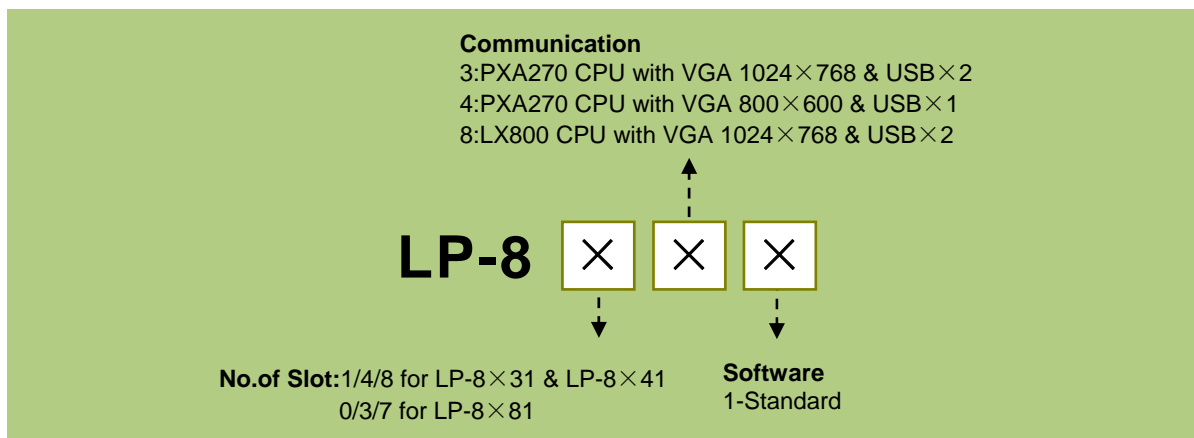 Communication
3:PXA270 CPU with VGA 1024×768 & USB×2
4:PXA270 CPU with VGA 800×600 & USB×1
8:LX800 CPU with VGA 1024×768 & USB×2
LP-8 × × ×
No.of Slot:1/4/8 for LP-8×31 & LP-8×41
0/3/7 for LP-8×81
Software
1-Standard